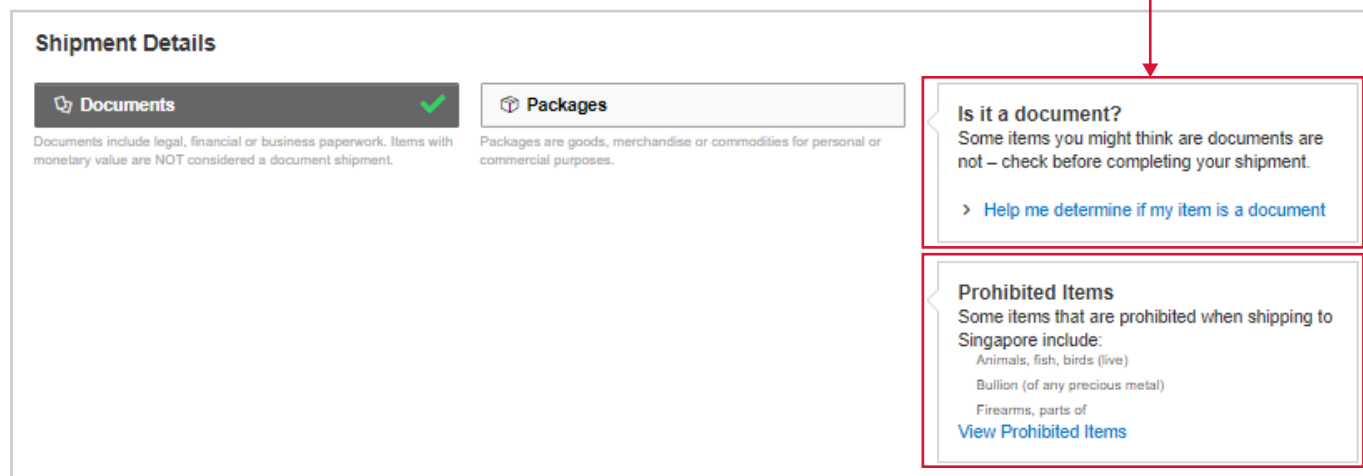 Shipment Details
Documents
Documents include legal, financial or business paperwork. Items with
monetary value are NOT considered a document shipment.
Packages
Packages are goods, merchandise or commodities for personal or
commercial purposes.
Is it a document?
Some items you might think are documents are
not – check before completing your shipment.
> Help me determine if my item is a document
Prohibited Items
Some items that are prohibited when shipping to
Singapore include:
Animals, fish, birds (live)
Bullion (of any precious metal)
Firearms, parts of
View Prohibited Items